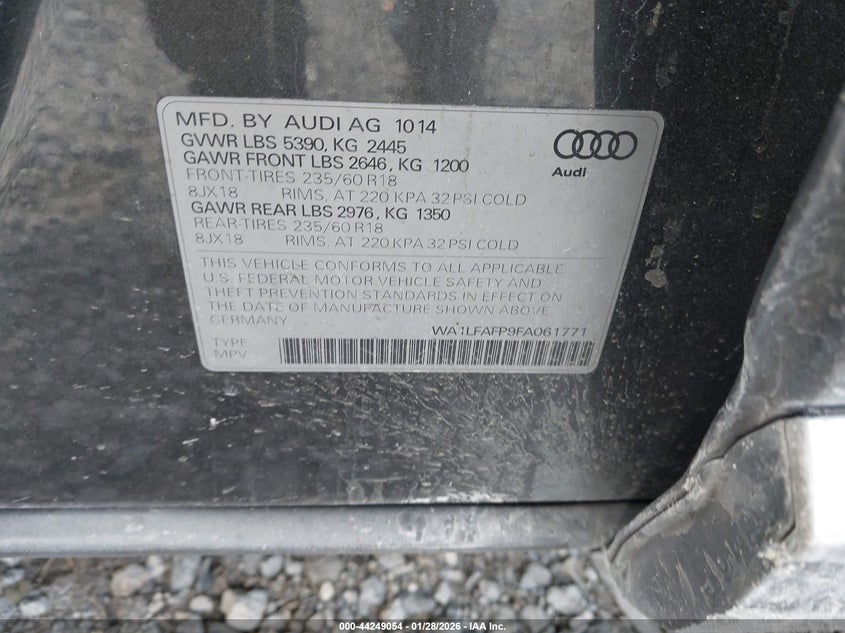 MFD. BY AUDI AG 10 14
GVWR LBS 5390, KG 2445
GAWR FRONT LBS 2646, KG 1200
FRONT-TIRES 235/60 R18
8JX18 RIMS, AT 220 KPA 32 PSI COLD
GAWR REAR LBS 2976, KG 1350
REAR-TIRES 235/60 R18
8JX18 RIMS, AT 220 KPA 32 PSI COLD
Audi
THIS VEHICLE CONFORMS TO ALL APPLICABLE
U.S. FEDERAL MOTOR VEHICLE SAFETY AND
THEFT PREVENTION STANDARDS IN EFFECT ON
THE DATE OF MANUFACTURE SHOWN ABOVE
GERMANY
WA1LFAFP9FA061771
TYPE
MPV
000-44249054 - 01/28/2026 - IAA Inc.